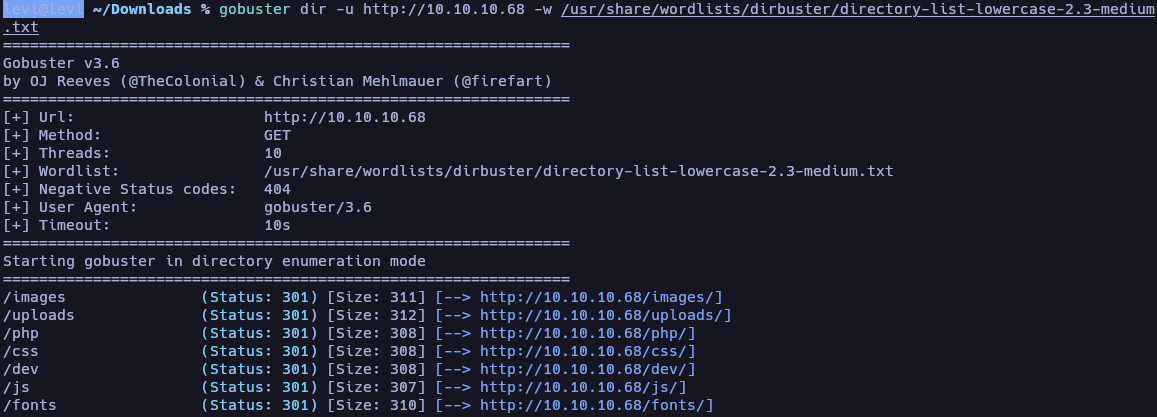 levi@levi ~/Downloads % gobuster dir -u http://10.10.10.68 -w /usr/share/wordlists/dirbuster/directory-list-lowercase-2.3-medium
.txt
===============================================================
Gobuster v3.6
by OJ Reeves (@TheColonial) & Christian Mehlmauer (@firefart)
===============================================================
[+] Url:                     http://10.10.10.68
[+] Method:                  GET
[+] Threads:                 10
[+] Wordlist:                /usr/share/wordlists/dirbuster/directory-list-lowercase-2.3-medium.txt
[+] Negative Status codes:   404
[+] User Agent:              gobuster/3.6
[+] Timeout:                 10s
===============================================================
Starting gobuster in directory enumeration mode
===============================================================
/images               (Status: 301) [Size: 311] [--> http://10.10.10.68/images/]
/uploads              (Status: 301) [Size: 312] [--> http://10.10.10.68/uploads/]
/php                  (Status: 301) [Size: 308] [--> http://10.10.10.68/php/]
/css                  (Status: 301) [Size: 308] [--> http://10.10.10.68/css/]
/dev                  (Status: 301) [Size: 308] [--> http://10.10.10.68/dev/]
/js                   (Status: 301) [Size: 307] [--> http://10.10.10.68/js/]
/fonts                (Status: 301) [Size: 310] [--> http://10.10.10.68/fonts/]